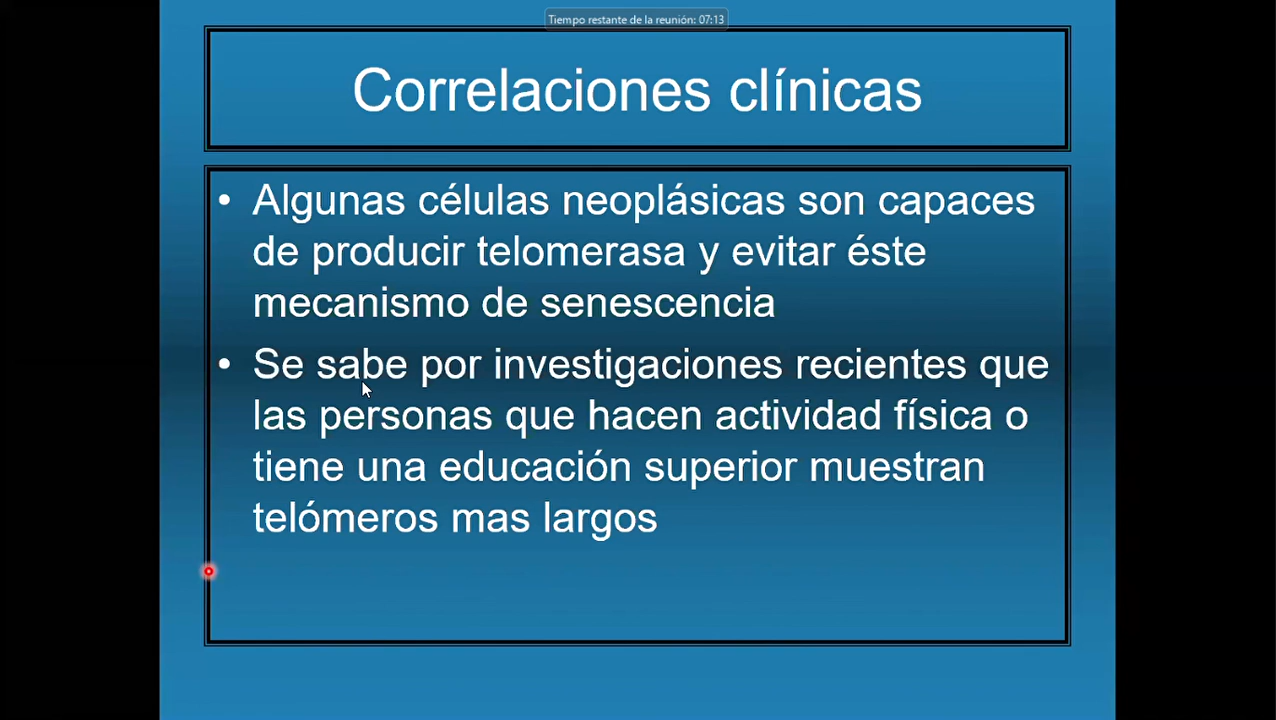 Tiempo restante de la reunión: 07:13
Correlaciones clínicas
• Algunas células neoplásicas son capaces
de producir telomerasa y evitar éste
mecanismo de senescencia
• Se sabe por investigaciones recientes que
las personas que hacen actividad física o
tiene una educación superior muestran
telómeros mas largos